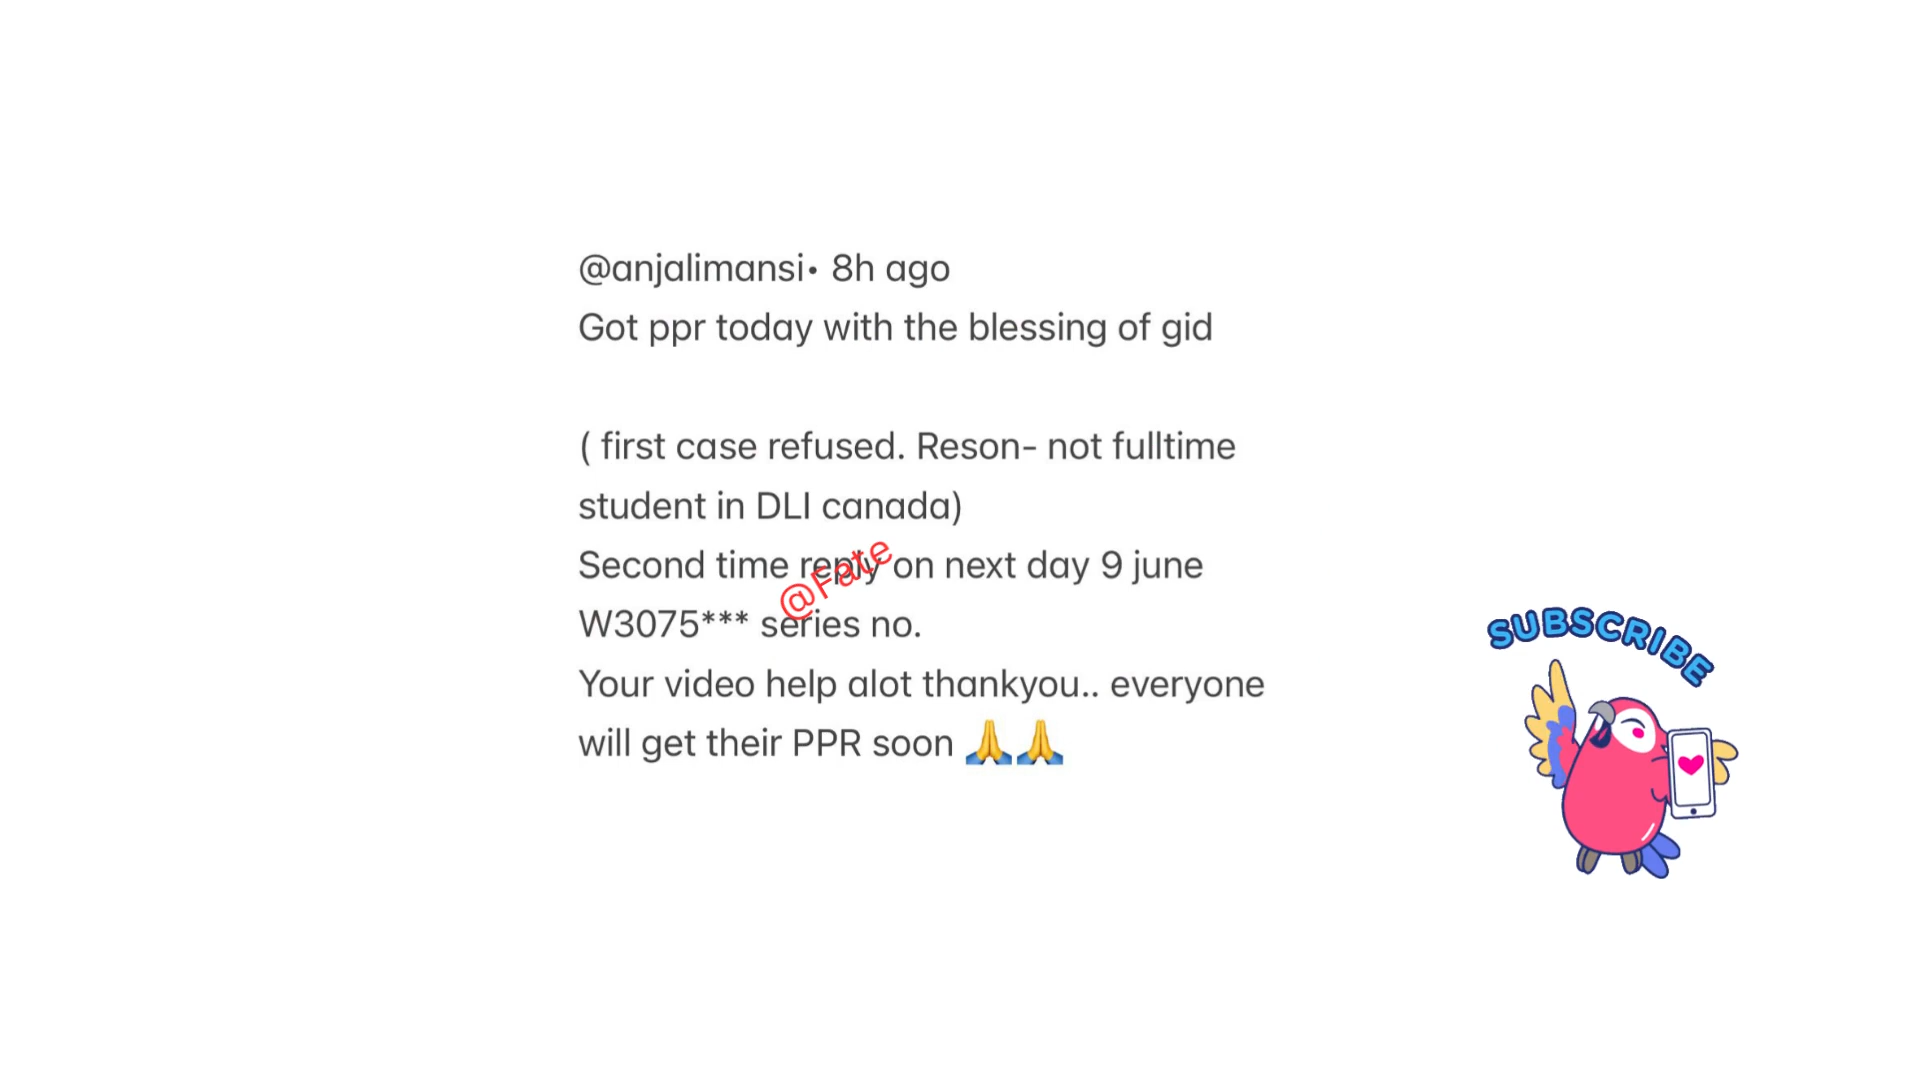 @anjalimansi• 8h ago
Got ppr today with the blessing of gid
( first case refused. Reson- not fulltime
student in DLI canada)
Second time reply on next day 9 june
@Fate
W3075*** series no.
Your video help alot thankyou.. everyone
will get their PPR soon 🙏🙏
SUBSCRIBE